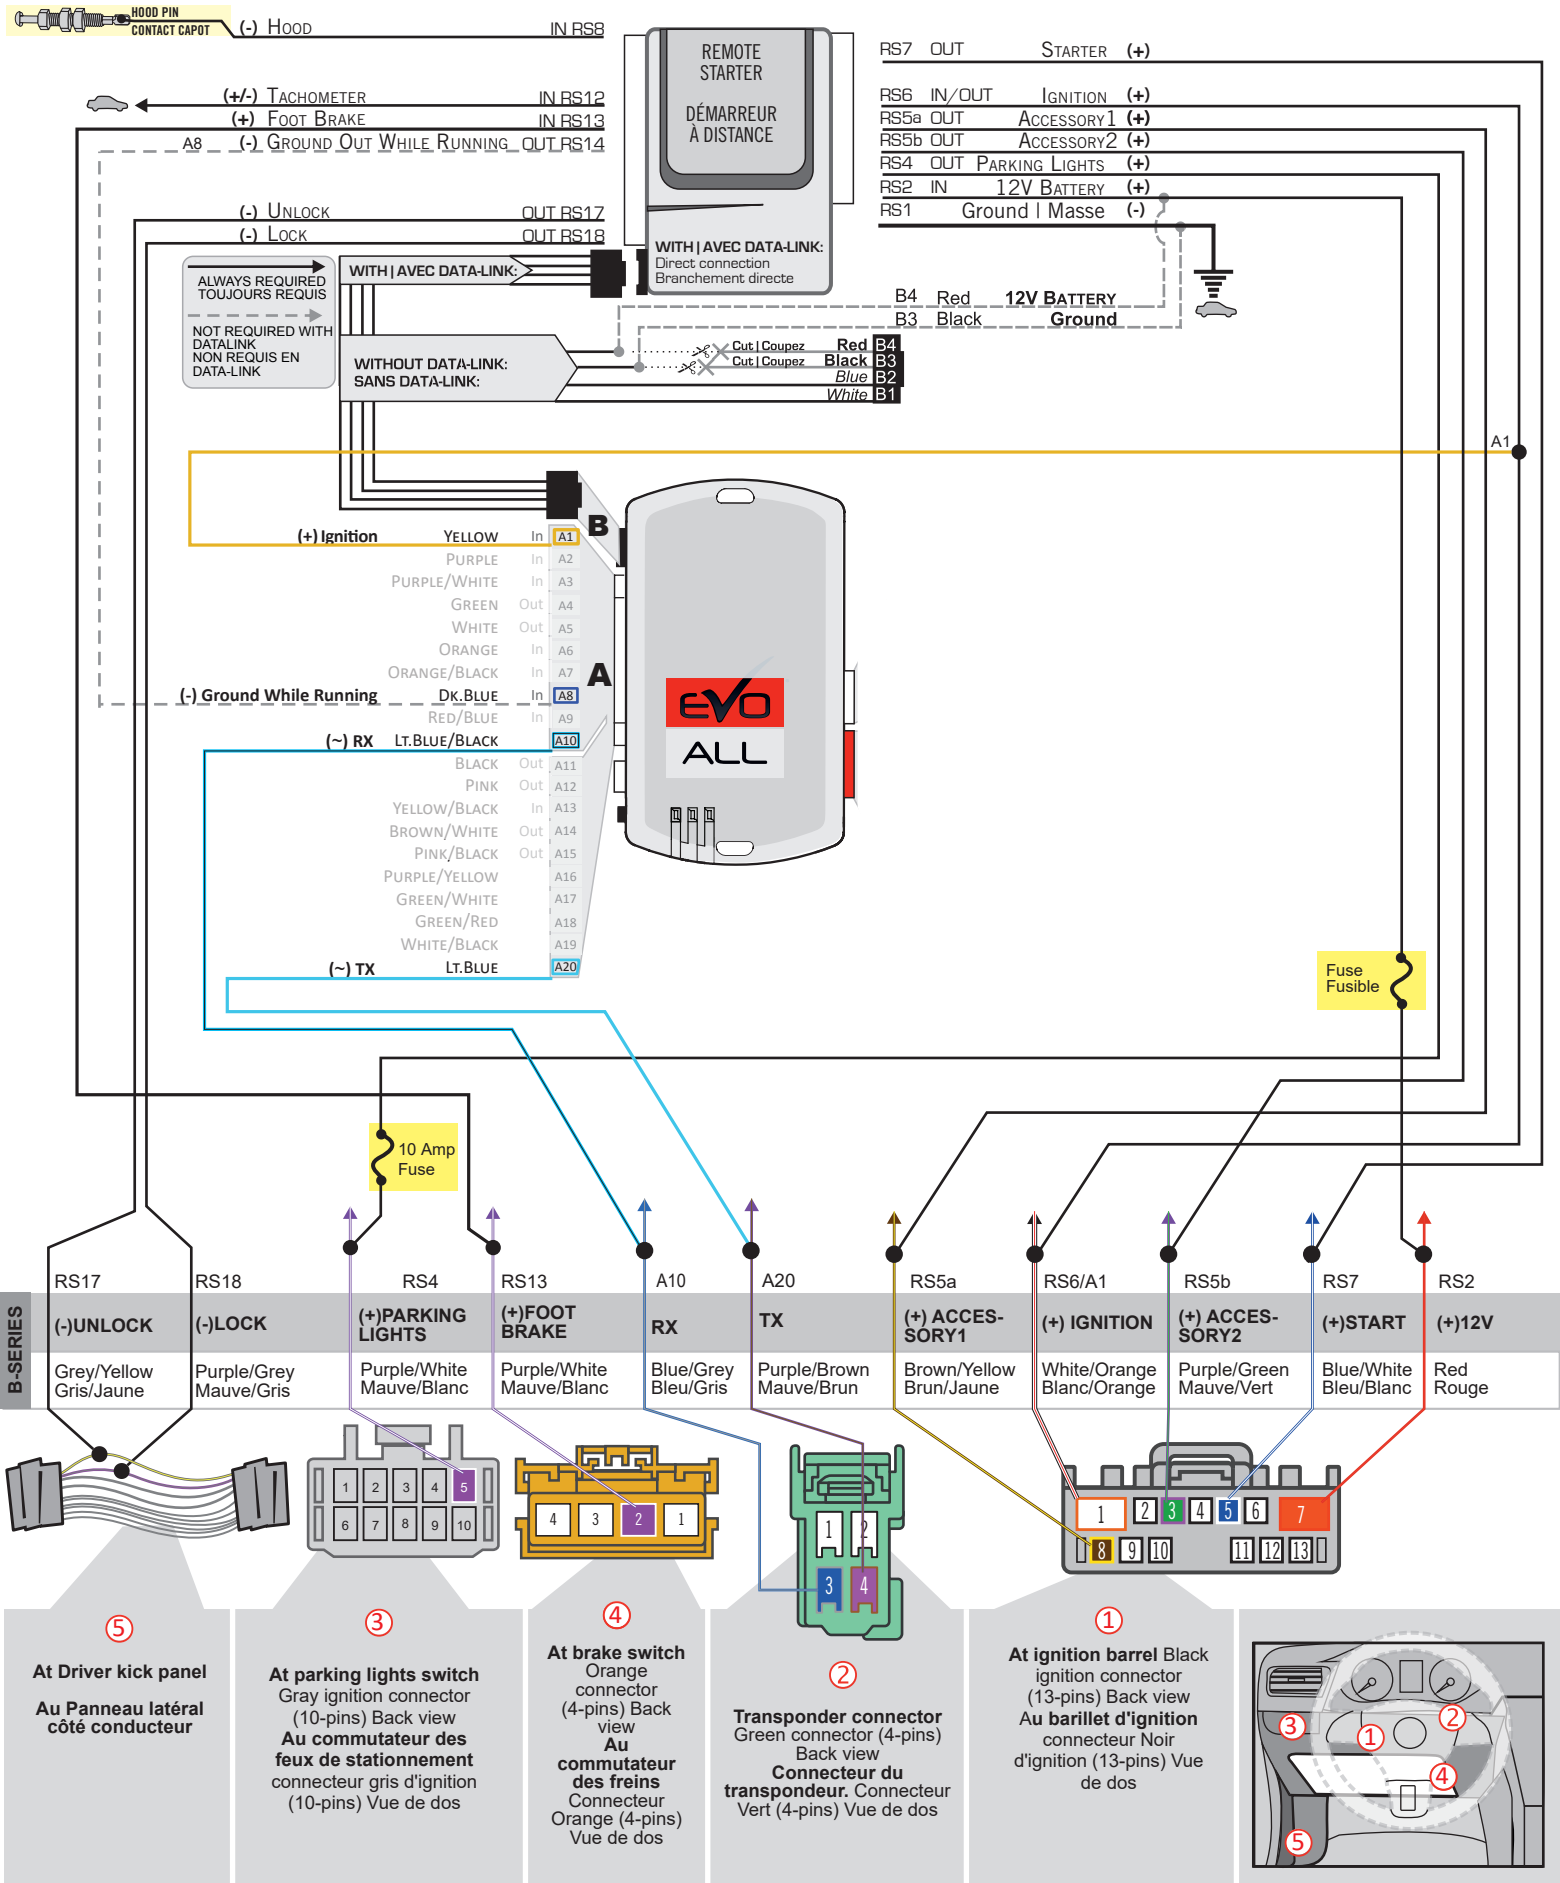 HOOD PIN
CONTACT CAPOT
(-) HOOD IN RS8
(+/-) TACHOMETER IN RS12
(+) FOOT BRAKE IN RS13
A8 (-) GROUND OUT WHILE RUNNING OUT RS14
(-) UNLOCK OUT RS17
(-) LOCK OUT RS18
REMOTE
STARTER
DÉMARREUR
À DISTANCE
WITH | AVEC DATA-LINK:
Direct connection
Branchement directe
RS7 OUT STARTER (+)
RS6 IN/OUT IGNITION (+)
RS5a OUT ACCESSORY1 (+)
RS5b OUT ACCESSORY2 (+)
RS4 OUT PARKING LIGHTS (+)
RS2 IN 12V BATTERY (+)
RS1 Ground | Masse (-)
ALWAYS REQUIRED
TOUJOURS REQUIS
NOT REQUIRED WITH
DATALINK
NON REQUIS EN
DATA-LINK
WITH | AVEC DATA-LINK:
WITHOUT DATA-LINK:
SANS DATA-LINK:
B4 Red 12V BATTERY
B3 Black Ground
Cut | Coupez Red B4
Cut | Coupez Black B3
Blue B2
White B1
A1
B
A
(+) Ignition YELLOW In A1
PURPLE In A2
PURPLE/WHITE In A3
GREEN Out A4
WHITE Out A5
ORANGE In A6
ORANGE/BLACK In A7
(-) Ground While Running DK.BLUE In A8
RED/BLUE In A9
(~) RX LT.BLUE/BLACK A10
BLACK Out A11
PINK Out A12
YELLOW/BLACK In A13
BROWN/WHITE Out A14
PINK/BLACK Out A15
PURPLE/YELLOW A16
GREEN/WHITE A17
GREEN/RED A18
WHITE/BLACK A19
(~) TX LT.BLUE A20
EVO
ALL
Fuse
Fusible
10 Amp
Fuse
RS17 RS18 RS4 RS13 A10 A20 RS5a RS6/A1 RS5b RS7 RS2
B-SERIES
(-)UNLOCK
(-)LOCK
(+)PARKING
LIGHTS
(+)FOOT
BRAKE
RX
TX
(+) ACCES-
SORY1
(+) IGNITION
(+) ACCES-
SORY2
(+)START
(+)12V
Grey/Yellow
Gris/Jaune
Purple/Grey
Mauve/Gris
Purple/White
Mauve/Blanc
Purple/White
Mauve/Blanc
Blue/Grey
Bleu/Gris
Purple/Brown
Mauve/Brun
Brown/Yellow
Brun/Jaune
White/Orange
Blanc/Orange
Purple/Green
Mauve/Vert
Blue/White
Bleu/Blanc
Red
Rouge
1 2 3 4 5
6 7 8 9 10
4 3 2 1
1 2
3 4
1 2 3 4 5 6 7
8 9 10 11 12 13
5
At Driver kick panel
Au Panneau latéral
côté conducteur
3
At parking lights switch
Gray ignition connector
(10-pins) Back view
Au commutateur des
feux de stationnement
connecteur gris d'ignition
(10-pins) Vue de dos
4
At brake switch
Orange
connector
(4-pins) Back
view
Au
commutateur
des freins
Connecteur
Orange (4-pins)
Vue de dos
2
Transponder connector
Green connector (4-pins)
Back view
Connecteur du
transpondeur. Connecteur
Vert (4-pins) Vue de dos
1
At ignition barrel Black
ignition connector
(13-pins) Back view
Au barillet d'ignition
connecteur Noir
d'ignition (13-pins) Vue
de dos
3
1
2
4
5